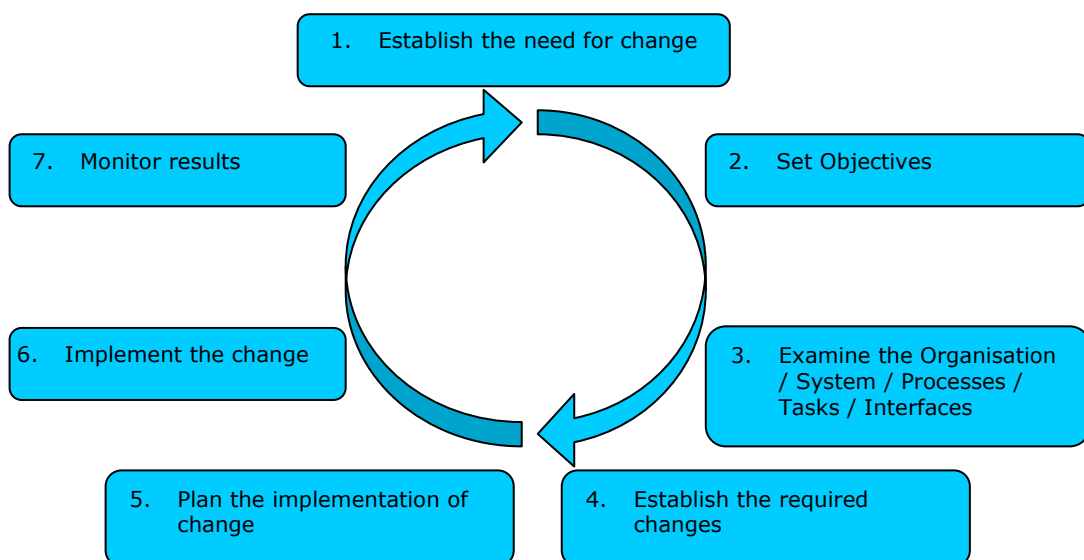 1. Establish the need for change
2. Set Objectives
3. Examine the Organisation
/ System / Processes /
Tasks / Interfaces
4. Establish the required
changes
5. Plan the implementation of
change
6. Implement the change
7. Monitor results